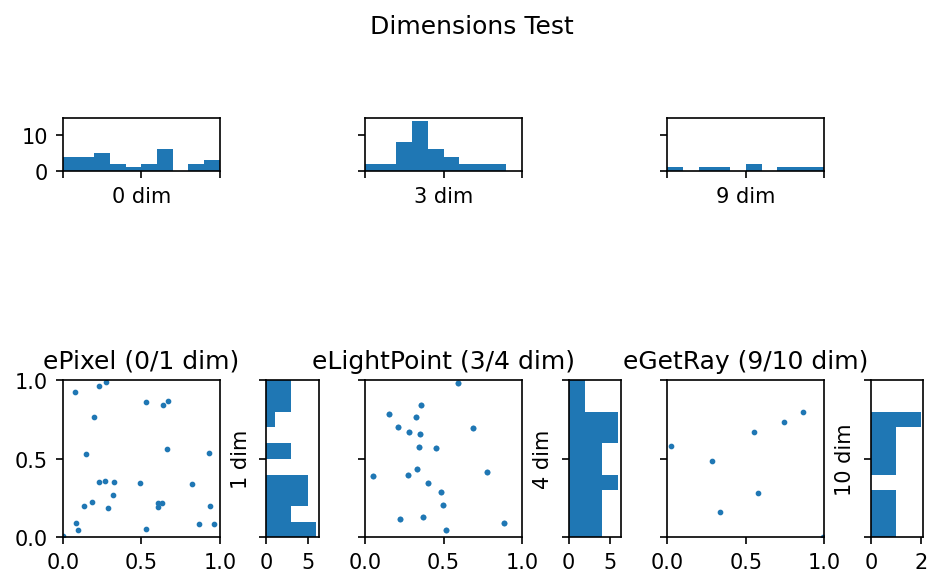 Dimensions Test
10
0
0 dim
3 dim
9 dim
ePixel (0/1 dim)
eLightPoint (3/4 dim)
eGetRay (9/10 dim)
1.0
0.5
0.0
1 dim
4 dim
10 dim
0.0 0.5 1.0
0 5
0.0 0.5 1.0
0 5
0.0 0.5 1.0
0 2